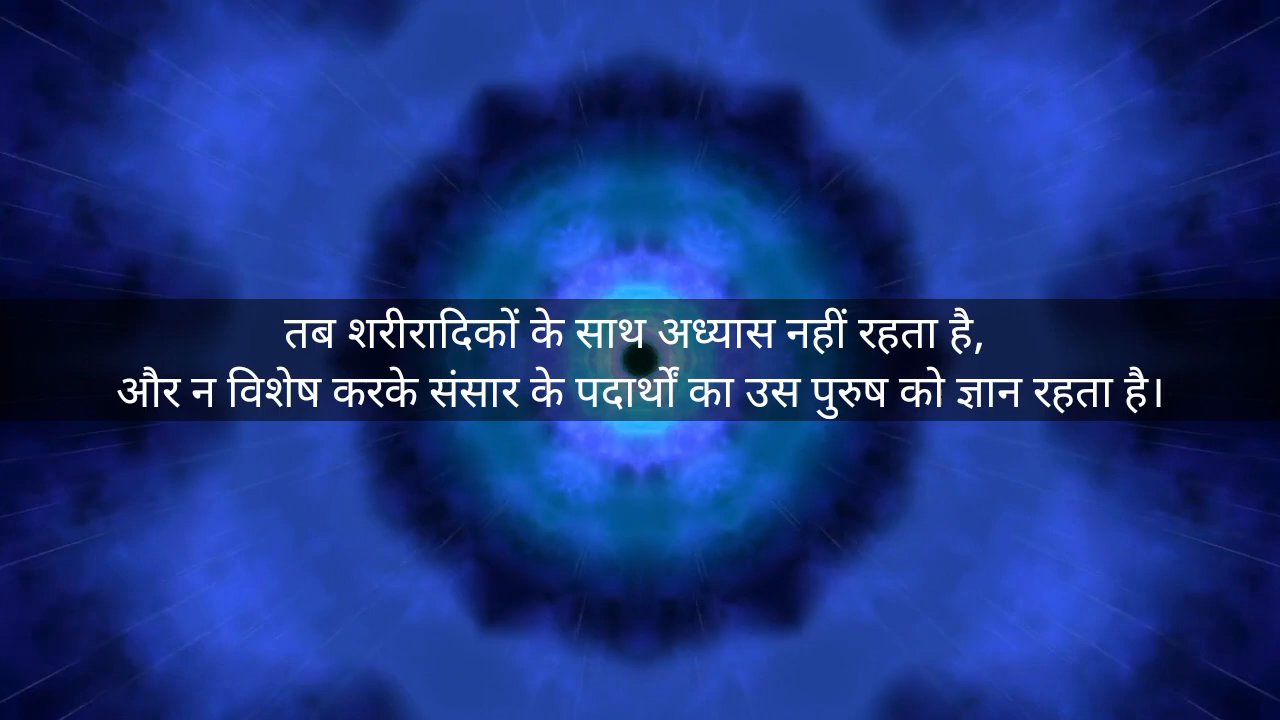 तब शरीरादिकों के साथ अध्यास नहीं रहता है,
और न विशेष करके संसार के पदार्थों का उस पुरुष को ज्ञान रहता है।